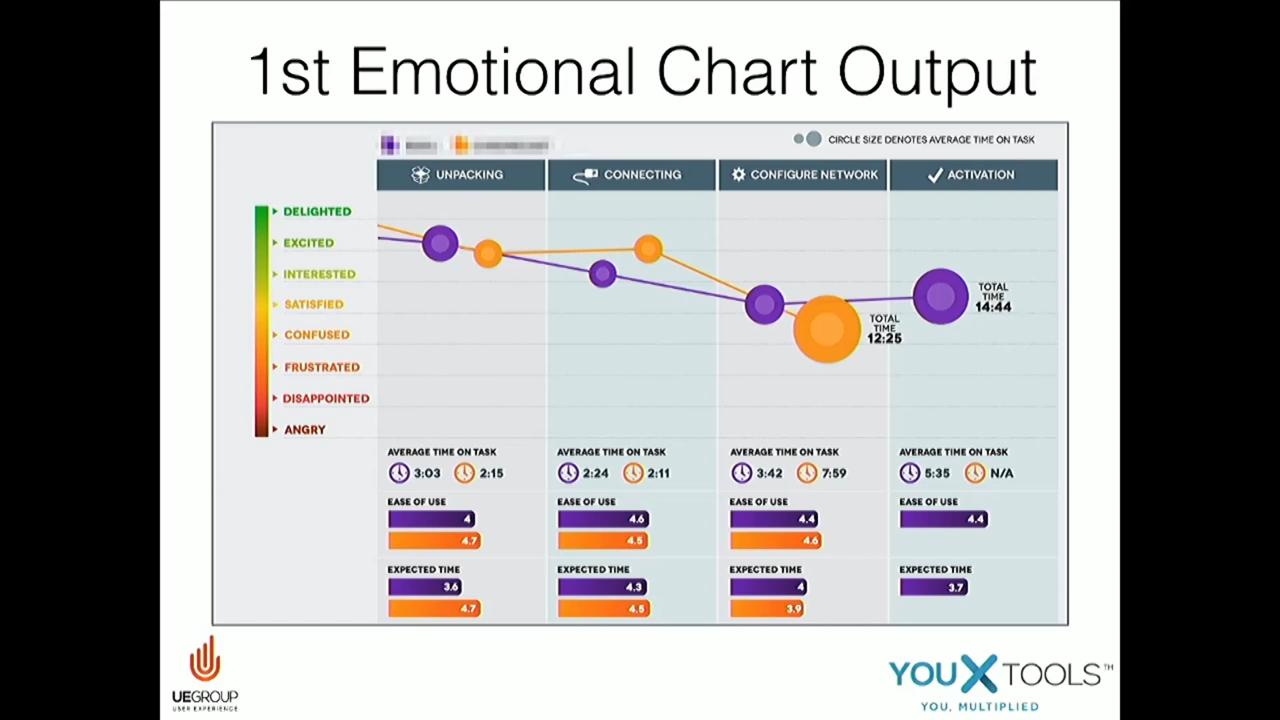 1st Emotional Chart Output
CIRCLE SIZE DENOTES AVERAGE TIME ON TASK
UNPACKING
CONNECTING
CONFIGURE NETWORK
ACTIVATION
DELIGHTED
EXCITED
INTERESTED
SATISFIED
CONFUSED
FRUSTRATED
DISAPPOINTED
ANGRY
TOTAL
TIME
14:44
TOTAL
TIME
12:25
AVERAGE TIME ON TASK
3:03 2:15
EASE OF USE
4
4.7
EXPECTED TIME
3.6
4.7
AVERAGE TIME ON TASK
2:24 2:11
EASE OF USE
4.6
4.5
EXPECTED TIME
4.3
4.5
AVERAGE TIME ON TASK
3:42 7:59
EASE OF USE
4.4
4.6
EXPECTED TIME
4
3.9
AVERAGE TIME ON TASK
5:35 N/A
EASE OF USE
4.4
EXPECTED TIME
3.7
UEGROUP
USER EXPERIENCE
YOUXTOOLS™
YOU, MULTIPLIED